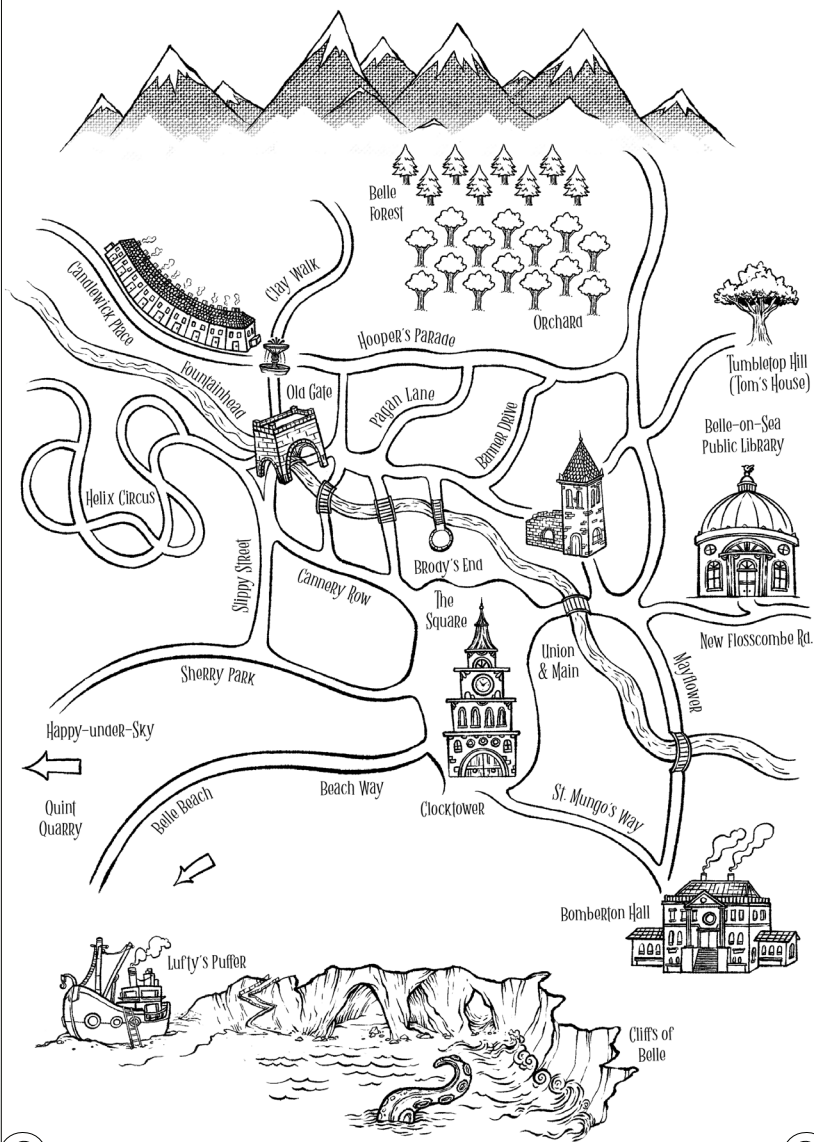 Belle
Forest
Candlewick Place
Clay Walk
Orchard
Hooper's Parade
Tumbletop Hill
(Tom's House)
Fountainhead
Old Gate
Pagan Lane
Banner Drive
Belle-on-Sea
Public Library
Helix Circus
Slippy Street
Cannery Row
Brody's End
The
Square
Union
& Main
New Flosscombe Rd.
Mayflower
Sherry Park
Happy-under-Sky
Quint
Quarry
Belle Beach
Beach Way
Clocktower
St. Mungo's Way
Bomberton Hall
Lufty's Puffer
Cliffs of
Belle